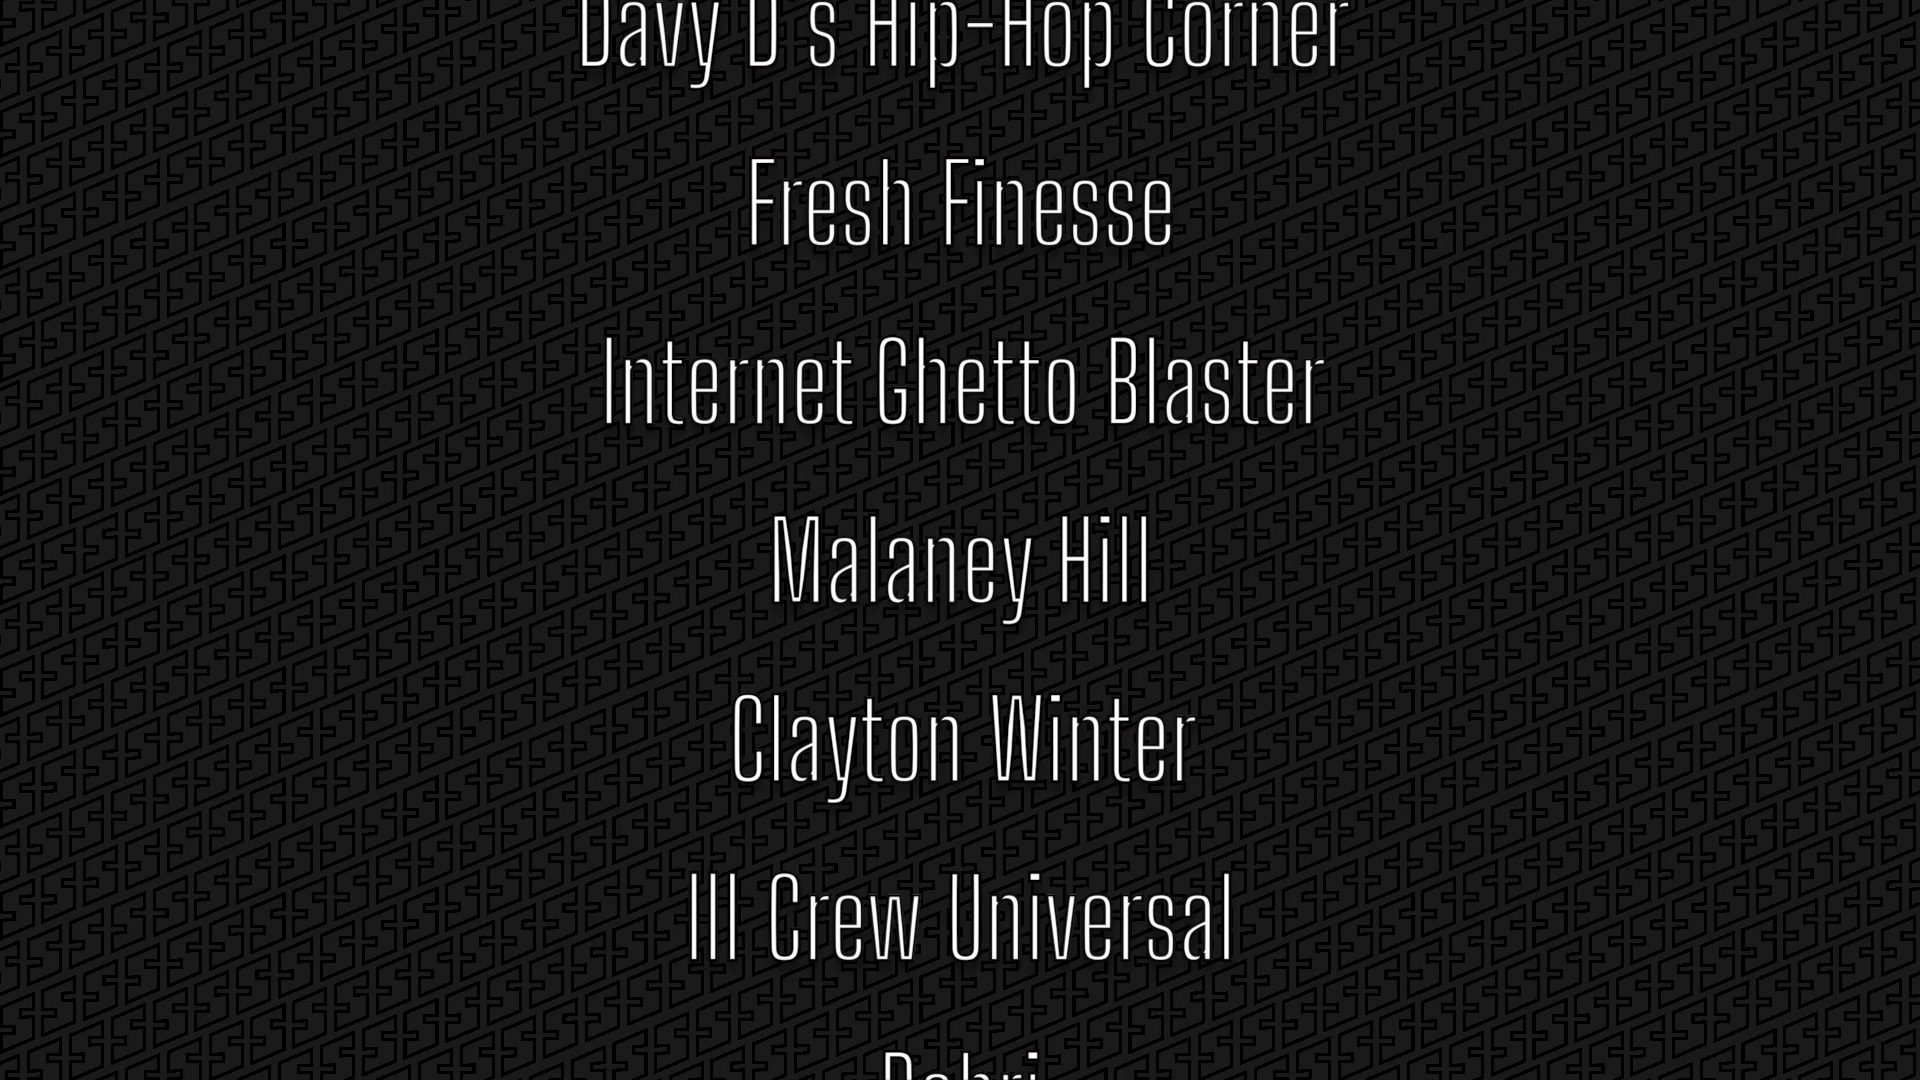 Davy D's Hip-Hop Corner
Fresh Finesse
Internet Ghetto Blaster
Malaney Hill
Clayton Winter
Ill Crew Universal